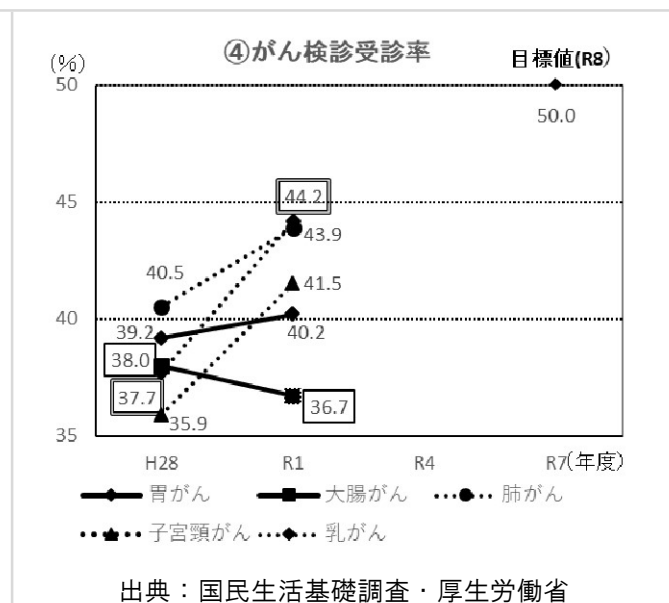 ④がん検診受診率
(%)
目標値(R8)
50
50.0
45
44.2
43.9
40.5
41.5
40
39.2
40.2
38.0
37.7
36.7
35.9
35
H28 R1 R4 R7(年度)
胃がん 大腸がん 肺がん
子宮頸がん 乳がん
出典：国民生活基礎調査・厚生労働省